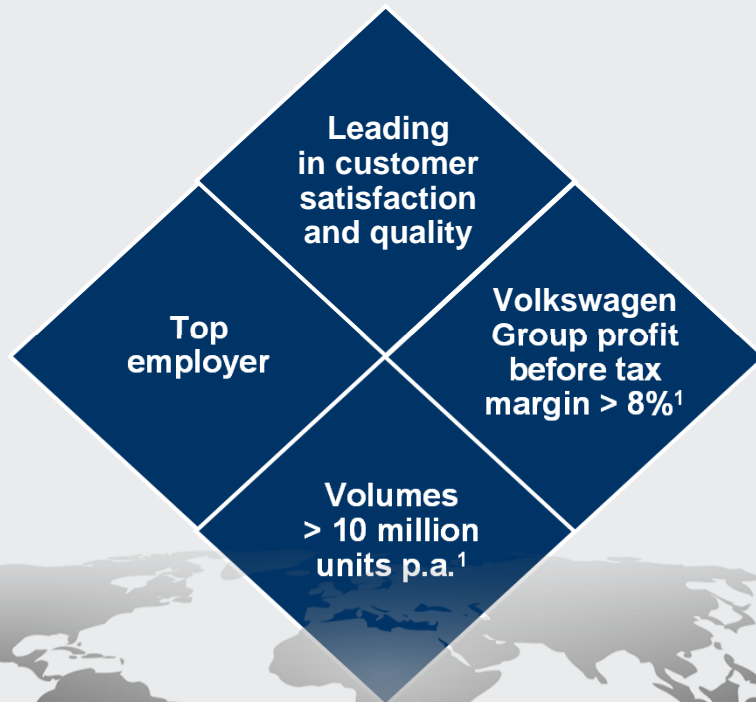 Leading
in customer
satisfaction
and quality
Top
employer
Volkswagen
Group profit
before tax
margin > 8%¹
Volumes
> 10 million
units p.a.¹